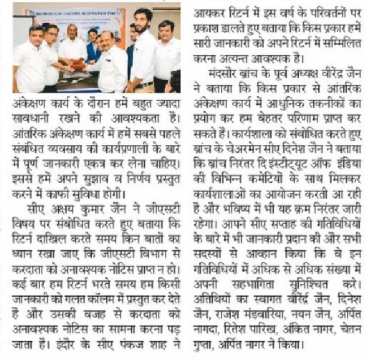 अंकेक्षण कार्य के दौरान हमें बहुत ज्यादा
सावधानी रखने की आवश्यकता है।
आंतरिक अंकेक्षण कार्य में हमें सबसे पहले
संबंधित व्यवसाय की कार्यप्रणाली के बारे
में पूर्ण जानकारी एकत्र कर लेना चाहिए।
इससे हमें अपने सुझाव व निर्णय प्रस्तुत
करने में काफी सुविधा होगी।
सीए अक्षय कुमार जैन ने जीएसटी
विषय पर संबोधित करते हुए बताया कि
रिटर्न दाखिल करते समय किन बातों का
ध्यान रखा जाए कि जीएसटी विभाग से
करदाता को अनावश्यक नोटिस प्राप्त न हो।
कई बार हम रिटर्न भरते समय हम किसी
जानकारी को गलत कॉलम में प्रस्तुत कर देते
है और उसकी वजह से करदाता को
अनावश्यक नोटिस का सामना करना पड़
जाता है। इंदौर के सीए पंकज शाह ने
आयकर रिटर्न में इस वर्ष के परिवर्तनों पर
प्रकाश डालते हुए बताया कि किस प्रकार हमें
सारी जानकारी को अपने रिटर्न में सम्मिलित
करना अत्यन्त आवश्यक है।
मंदसौर ब्रांच के पूर्व अध्यक्ष वीरेंद्र जैन
ने बताया कि किस प्रकार से आंतरिक
अंकेक्षण कार्य में आधुनिक तकनीकों का
प्रयोग कर हम बेहतर परिणाम प्राप्त कर
सकते हैं। कार्यशाला को संबोधित करते हुए
ब्रांच के चेअरमेन सीए दिनेश जैन ने बताया
कि ब्रांच निरंतर दि इंस्टीट्यूट ऑफ इंडिया
की विभिन्न कमेटियों के साथ मिलकर
कार्यशालाओं का आयोजन करती आ रही
है और भविष्य में भी यह क्रम निरंतर जारी
रहेगा। आपने सीए सप्ताह की गतिविधियों
के बारे में भी जानकारी प्रदान की और सभी
सदस्यों से आव्हान किया कि वे इन
गतिविधियों में अधिक से अधिक संख्या में
अपनी सहभागिता सुनिश्चित करे।
अतिथियों का स्वागत वीरेंद्र जैन, दिनेश
जैन, राजेश मंडवारिया, नयन जैन, अर्पित
नागदा, रितेश पारिख, अंकित नागर, चेतन
गुप्ता, अर्पित नागर ने किया।